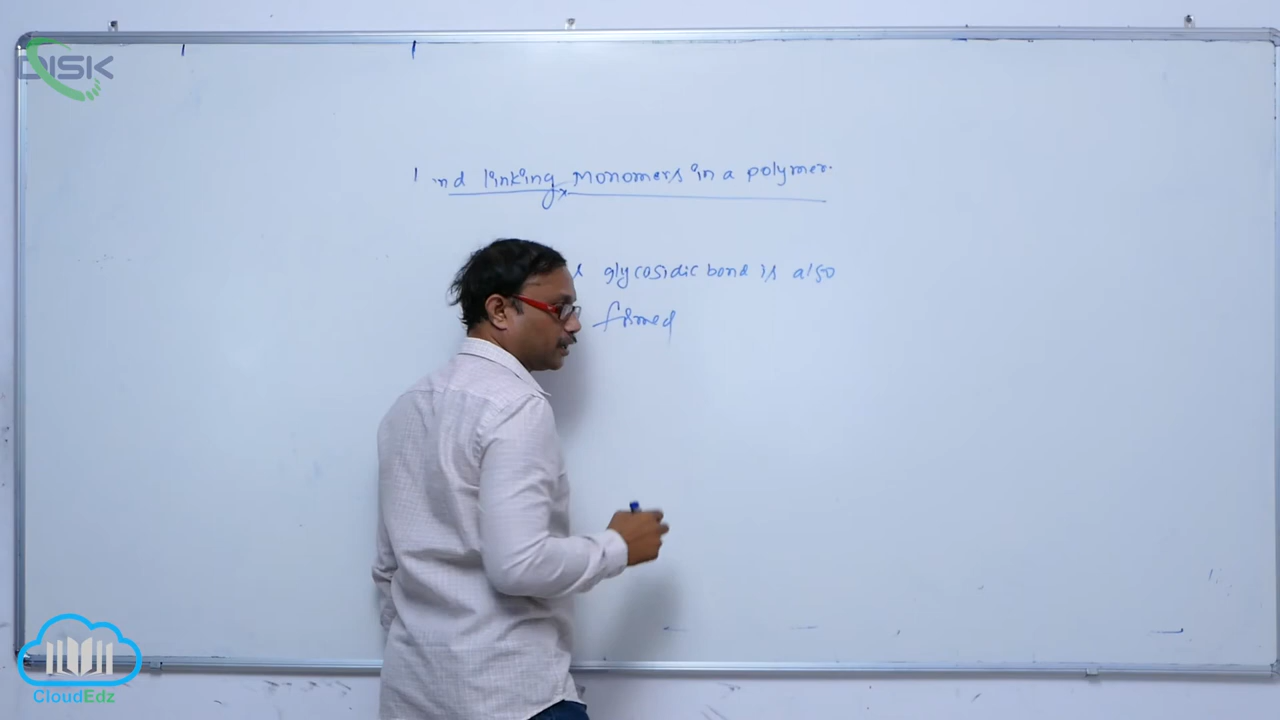 DISK
nd linking Monomers in a polymer.
glycosidic bond is also
formed
CloudEdz